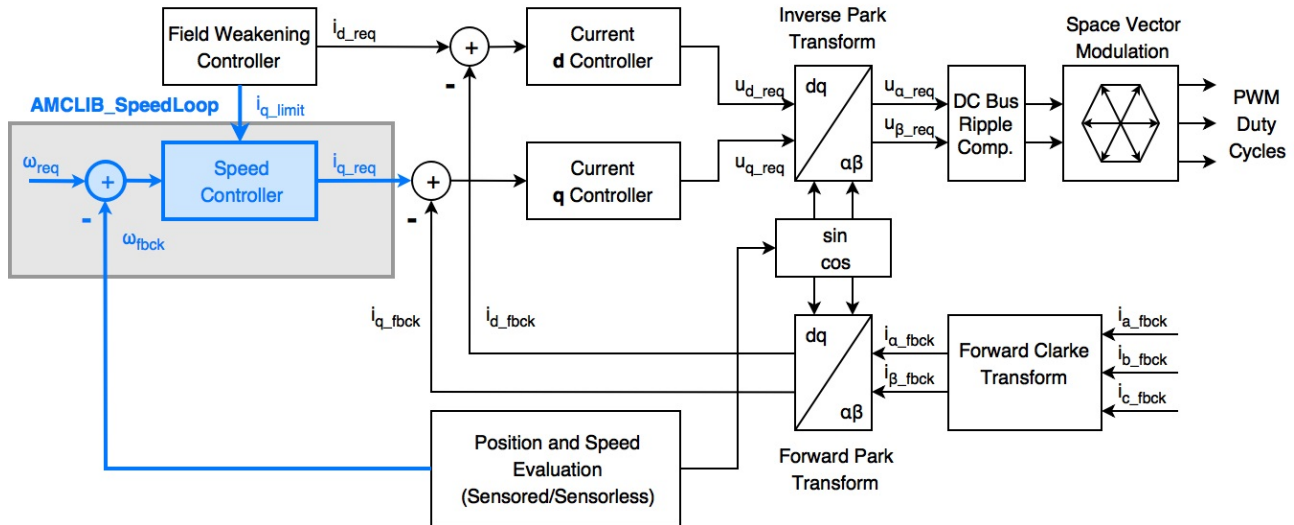 Field Weakening
Controller
i_d_req
+
-
Current
d Controller
Inverse Park
Transform
Space Vector
Modulation
AMCLIB_SpeedLoop
i_q_limit
u_d_req
dq
αβ
u_α_req
u_β_req
DC Bus
Ripple
Comp.
PWM
Duty
Cycles
ω_req
+
-
Speed
Controller
i_q_req
+
-
Current
q Controller
u_q_req
ω_fbck
sin
cos
i_q_fbck
i_d_fbck
dq
αβ
i_α_fbck
i_β_fbck
Forward Clarke
Transform
i_a_fbck
i_b_fbck
i_c_fbck
Position and Speed
Evaluation
(Sensored/Sensorless)
Forward Park
Transform